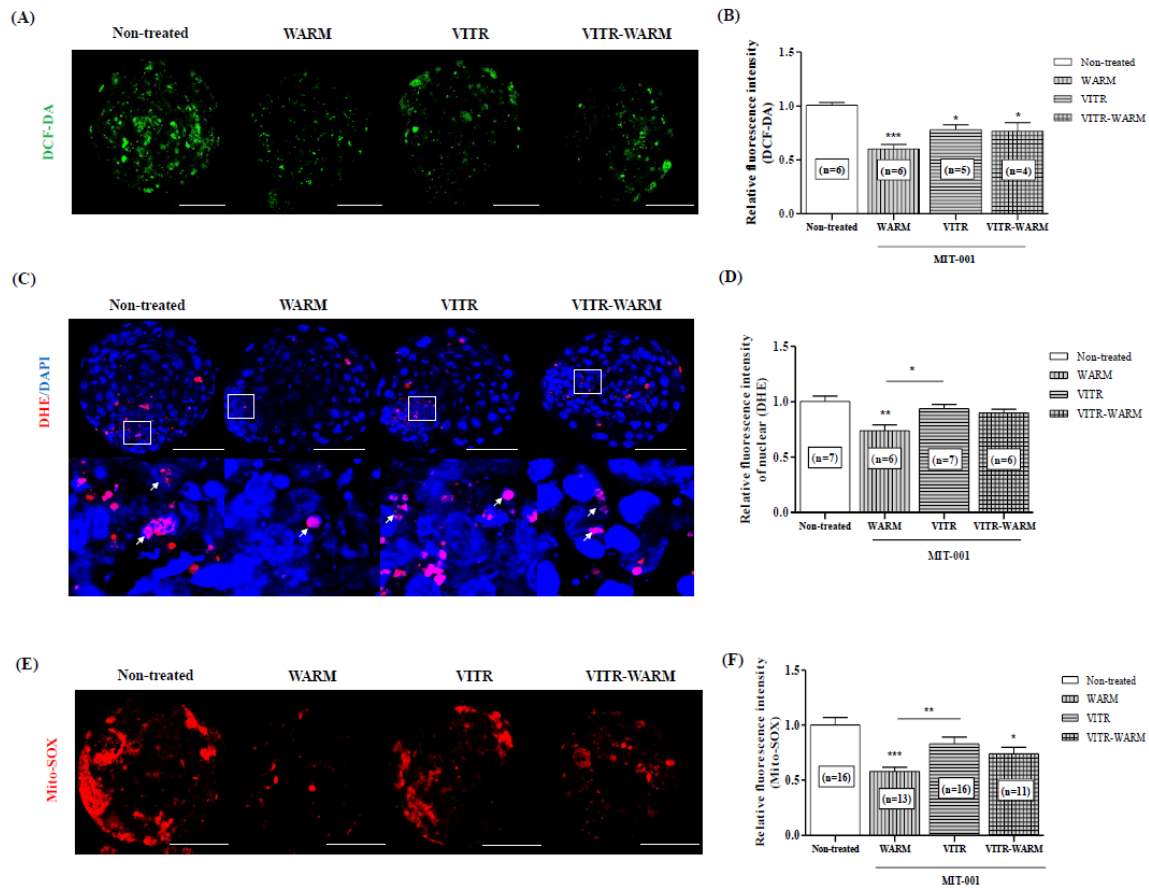 (A)
Non-treated WARM VITR VITR-WARM
DCF-DA
(B)
Relative fluorescence intensity
(DCF-DA)
1.5
1.0
0.5
0.0
*** * *
(n=6) (n=6) (n=5) (n=4)
Non-treated WARM VITR VITR-WARM
MIT-001
Non-treated
WARM
VITR
VITR-WARM
(C)
Non-treated WARM VITR VITR-WARM
DHE/DAPI
(D)
Relative fluorescence intensity
of nuclear (DHE)
1.5
1.0
0.5
0.0
*
**
(n=7) (n=6) (n=7) (n=6)
Non-treated WARM VITR VITR-WARM
MIT-001
Non-treated
WARM
VITR
VITR-WARM
(E)
Non-treated WARM VITR VITR-WARM
Mito-SOX
(F)
Relative fluorescence intensity
(Mito-SOX)
1.5
1.0
0.5
0.0
**
*** *
(n=16) (n=13) (n=16) (n=11)
Non-treated WARM VITR VITR-WARM
MIT-001
Non-treated
WARM
VITR
VITR-WARM